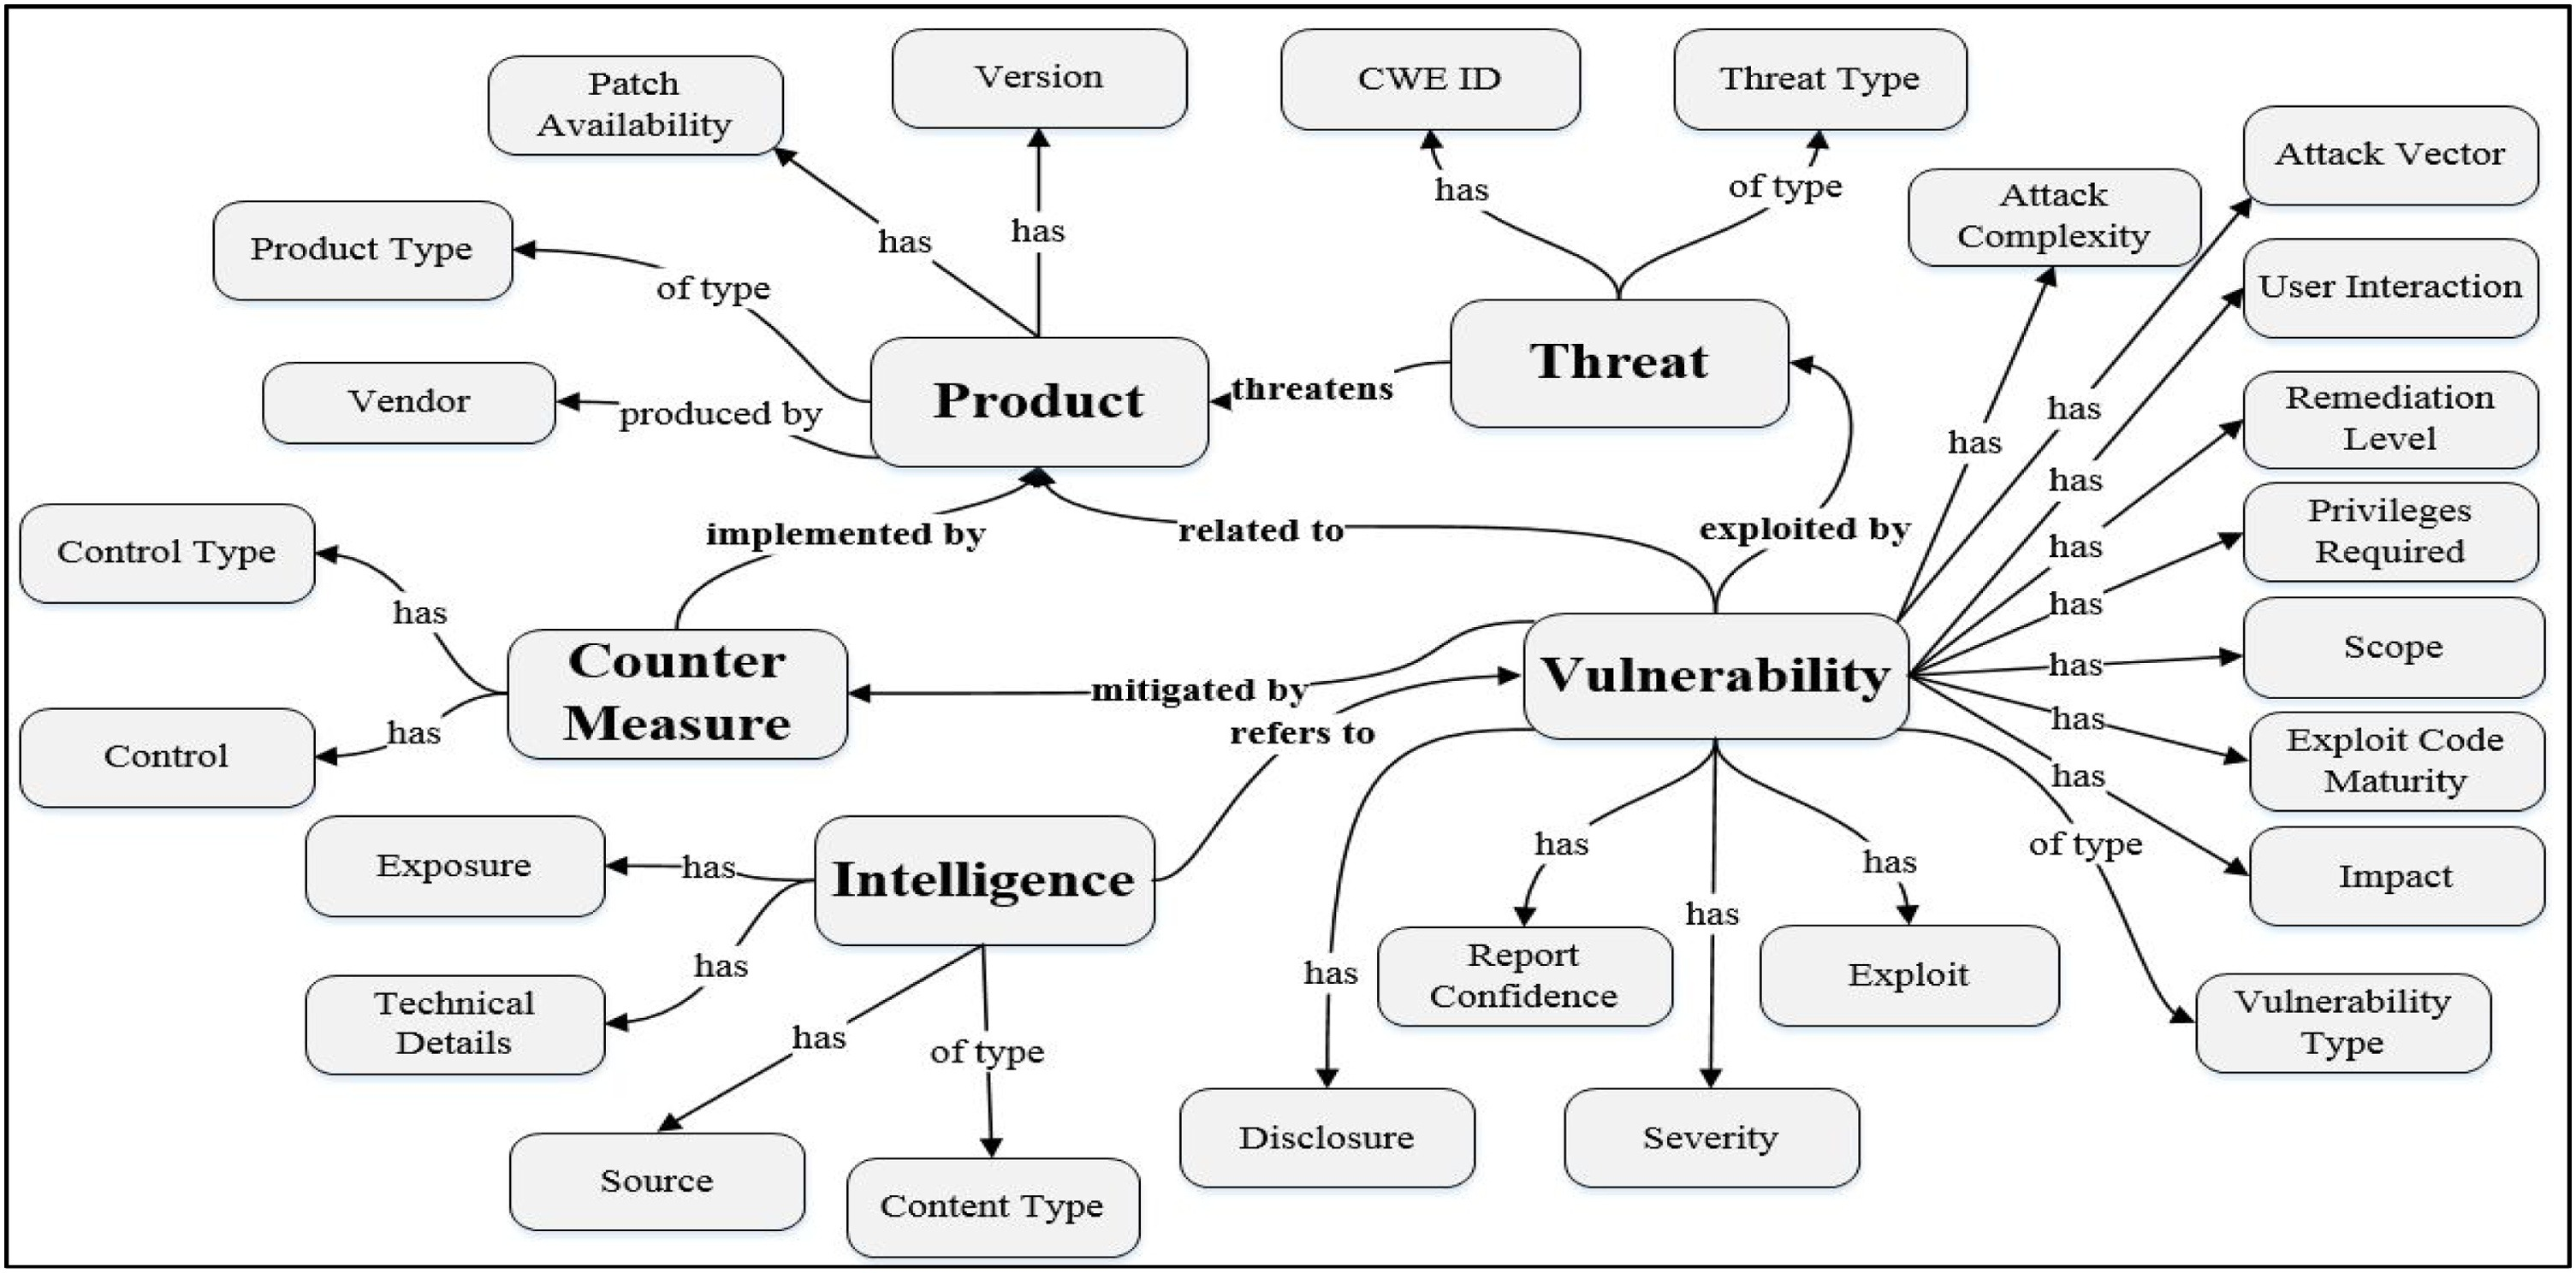 Patch
Availability
Version
CWE ID
Threat Type
Attack Vector
Attack
Complexity
has
of type
Product Type
has
has
of type
User Interaction
Threat
Product
threatens
Vendor
produced by
has
has
Remediation
Level
has
Privileges
Required
implemented by
related to
exploited by
has
Control Type
has
has
Scope
has
Counter
Measure
mitigated by
refers to
Vulnerability
has
Exploit Code
Maturity
Control
has
has
Impact
of type
Exposure
has
Intelligence
has
has
has
has
Report
Confidence
Exploit
Technical
Details
has
Vulnerability
Type
has
of type
Source
Content Type
Disclosure
Severity